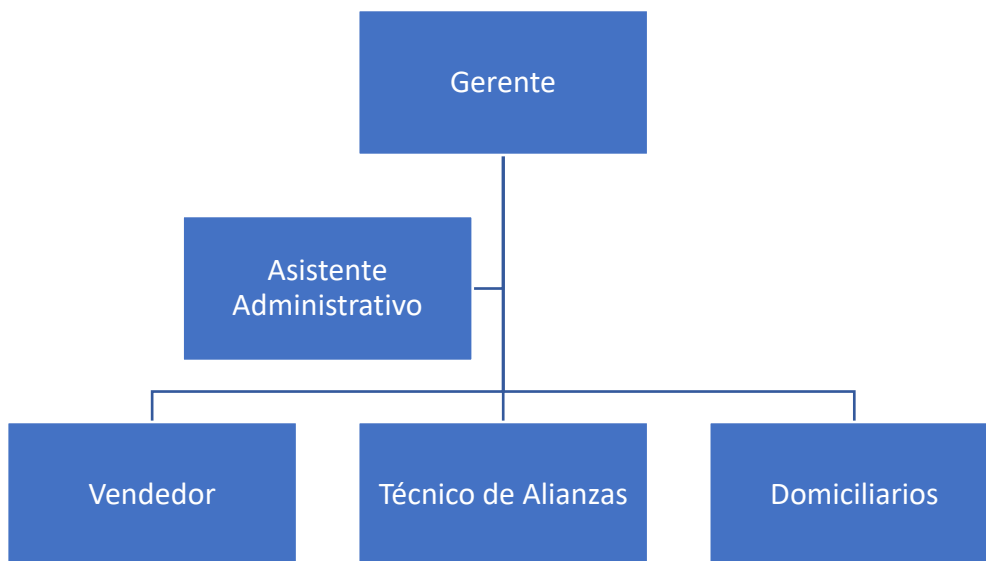 Gerente
Asistente
Administrativo
Vendedor
Técnico de Alianzas
Domiciliarios